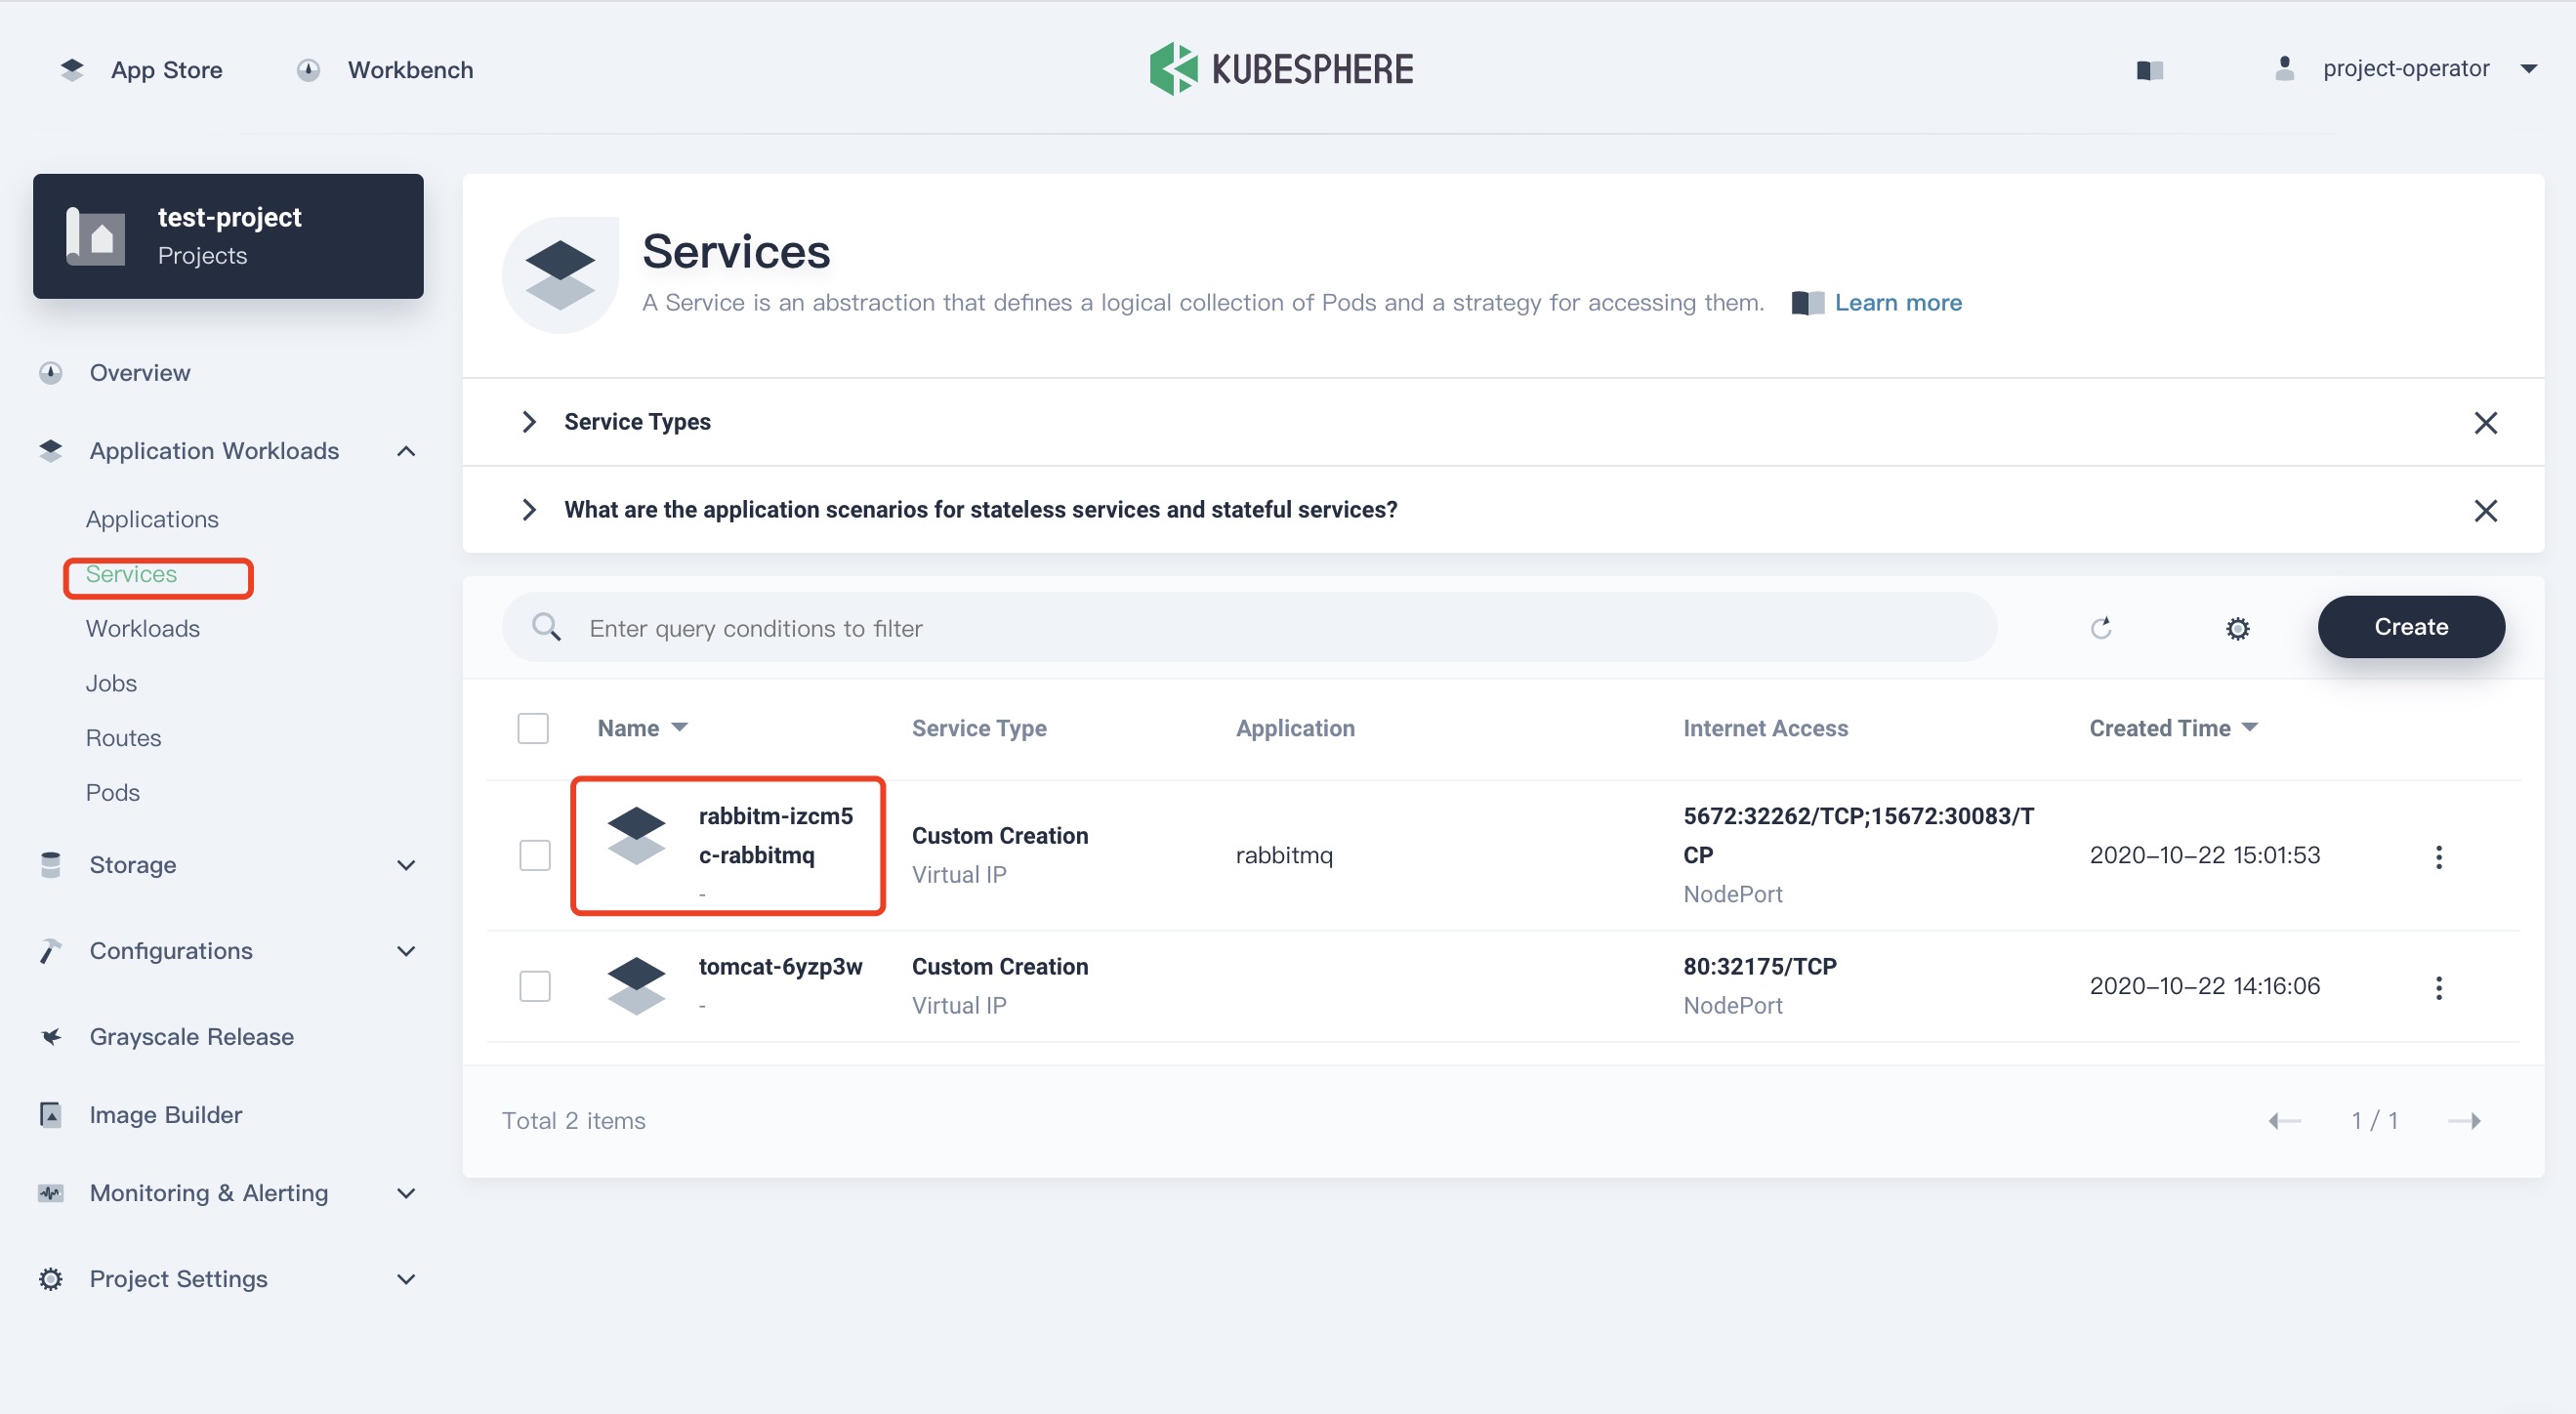 App Store
Workbench
KUBESPHERE
project-operator
test-project
Projects
Overview
Application Workloads
Applications
Services
Workloads
Jobs
Routes
Pods
Storage
Configurations
Grayscale Release
Image Builder
Monitoring & Alerting
Project Settings
Services
A Service is an abstraction that defines a logical collection of Pods and a strategy for accessing them.
Learn more
Service Types
What are the application scenarios for stateless services and stateful services?
Enter query conditions to filter
Create
Name
Service Type
Application
Internet Access
Created Time
rabbitm-izcm5
c-rabbitmq
-
Custom Creation
Virtual IP
rabbitmq
5672:32262/TCP;15672:30083/T
CP
NodePort
2020-10-22 15:01:53
tomcat-6yzp3w
-
Custom Creation
Virtual IP
80:32175/TCP
NodePort
2020-10-22 14:16:06
Total 2 items
1 / 1